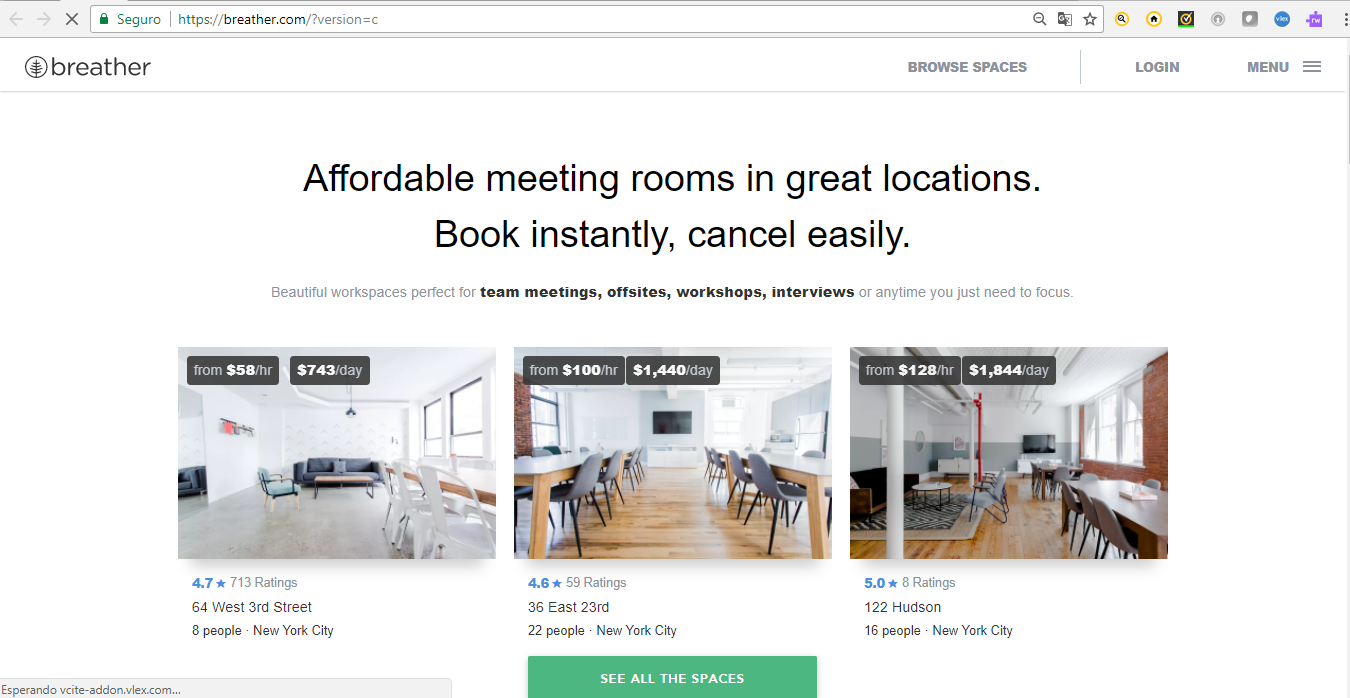 Seguro
https://breather.com/?version=c
vlex
rw
breather
BROWSE SPACES
LOGIN
MENU
Affordable meeting rooms in great locations.
Book instantly, cancel easily.
Beautiful workspaces perfect for team meetings, offsites, workshops, interviews or anytime you just need to focus.
from $58/hr $743/day
from $100/hr $1,440/day
from $128/hr $1,844/day
4.7 ★ 713 Ratings
64 West 3rd Street
8 people · New York City
4.6 ★ 59 Ratings
36 East 23rd
22 people · New York City
5.0 ★ 8 Ratings
122 Hudson
16 people · New York City
SEE ALL THE SPACES
Esperando vcite-addon.vlex.com...